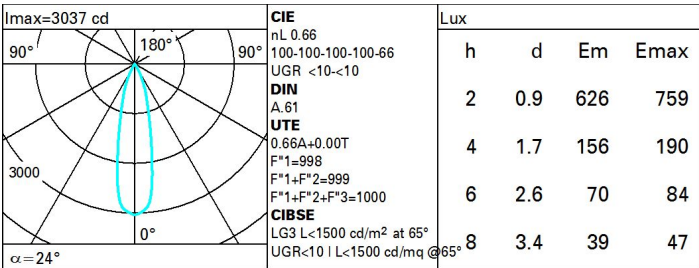 Imax=3037 cd
90°
180°
90°
3000
0°
α=24°
CIE
nL 0.66
100-100-100-100-66
UGR <10-<10
DIN
A.61
UTE
0.66A+0.00T
F"1=998
F"1+F"2=999
F"1+F"2+F"3=1000
CIBSE
LG3 L<1500 cd/m² at 65°
UGR<10 | L<1500 cd/mq @65°
Lux
h d Em Emax
2 0.9 626 759
4 1.7 156 190
6 2.6 70 84
8 3.4 39 47